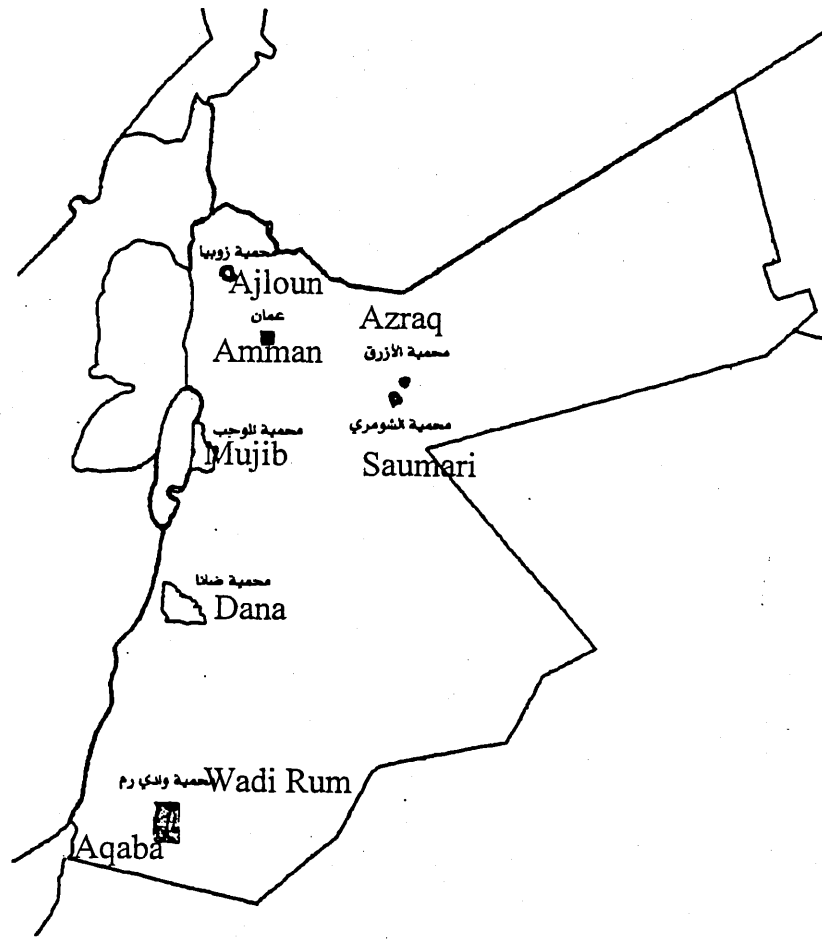 محمية زوبيا
Ajloun
عمان
Amman
Azraq
محمية الأزرق
محمية الشومري
Saumari
محمية للوجب
Mujib
محمية ضانا
Dana
محمية وادي رم
Wadi Rum
Aqaba